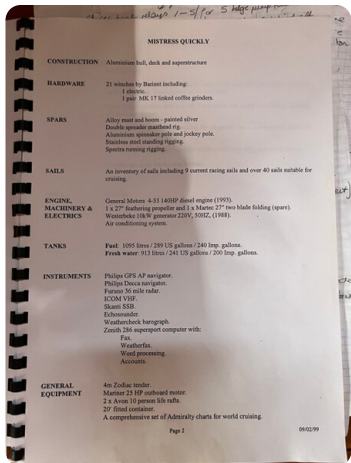 MISTRESS QUICKLY
CONSTRUCTION Aluminium hull, deck and superstructure
HARDWARE 21 winches by Barient including:
1 electric.
1 pair MK 17 linked coffee grinders.
SPARS Alloy mast and boom - painted silver
Double spreader masthead rig.
Aluminium spinnaker pole and jockey pole.
Stainless steel standing rigging.
Spectra running rigging.
SAILS An inventory of sails including 9 current racing sails and over 40 sails suitable for
cruising.
ENGINE, General Motors 4-53 140HP diesel engine (1993).
MACHINERY & 1 x 27" feathering propeller and 1 x Martec 27" two blade folding (spare).
ELECTRICS Westerbeke 10kW generator 220V, 50HZ, (1988).
Air conditioning system.
TANKS Fuel: 1095 litres / 289 US gallons / 240 Imp. gallons.
Fresh water: 913 litres / 241 US gallons / 200 Imp. gallons.
INSTRUMENTS Philips GPS AP navigator.
Philips Decca navigator.
Furuno 36 mile radar.
ICOM VHF.
Skanti SSB.
Echosounder.
Weathercheck barograph.
Zenith 286 supersport computer with:
Fax.
Weatherfax.
Word processing.
Accounts.
GENERAL 4m Zodiac tender.
EQUIPMENT Mariner 25 HP outboard motor.
2 x Avon 10 person life rafts.
20' fitted container.
A comprehensive set of Admiralty charts for world cruising.
Page 2 09/02/99